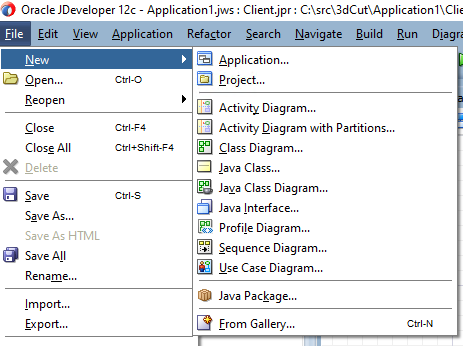 Oracle JDeveloper 12c - Application1.jws : Client.jpr : C:\src\3dCut\Application1\Clie
File Edit View Application Refactor Search Navigate Build Run Diagra
New
Open... Ctrl-O
Reopen
Close Ctrl-F4
Close All Ctrl+Shift-F4
Delete
Save Ctrl-S
Save As...
Save As HTML
Save All
Rename...
Import...
Export...
Application...
Project...
Activity Diagram...
Activity Diagram with Partitions...
Class Diagram...
Java Class...
Java Class Diagram...
Java Interface...
Profile Diagram...
Sequence Diagram...
Use Case Diagram...
Java Package...
From Gallery... Ctrl-N